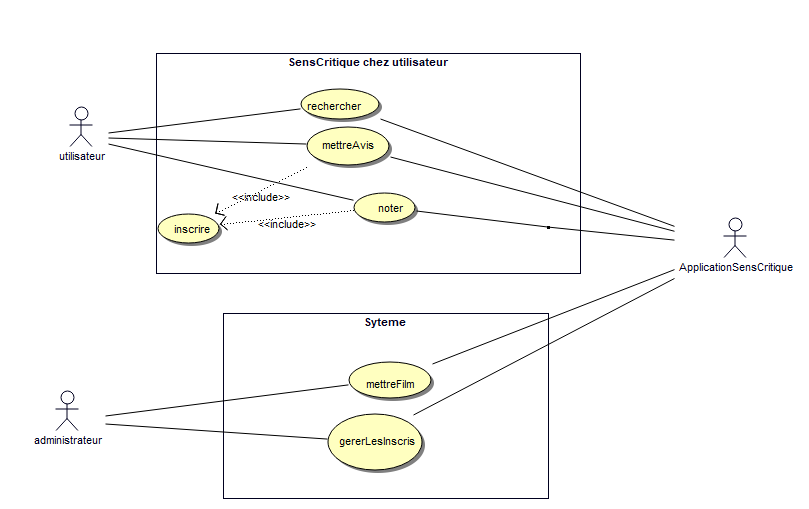 SensCritique chez utilisateur
rechercher
utilisateur
mettreAvis
<<include>>
noter
<<include>>
inscrire
ApplicationSensCritique
Syteme
mettreFilm
administrateur
gererLesInscris